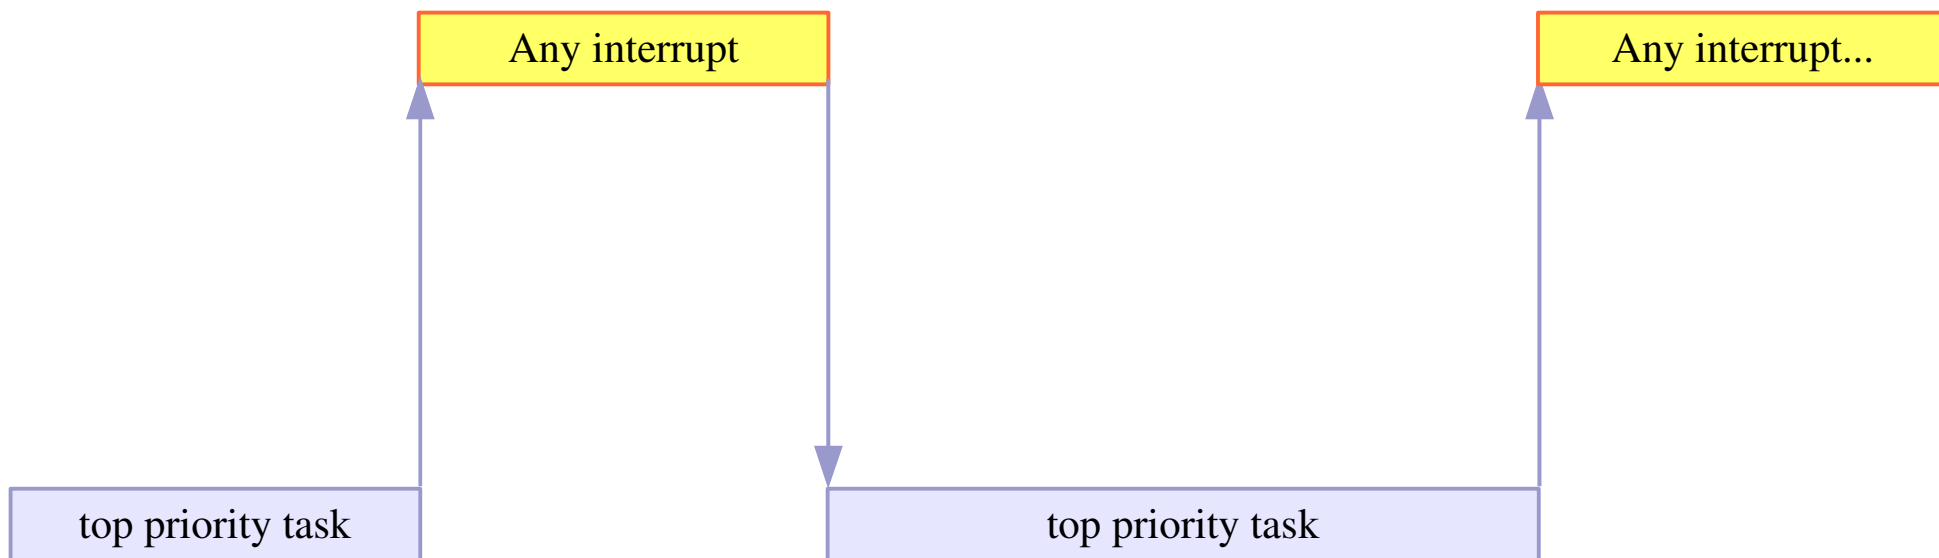 Any interrupt
Any interrupt...
top priority task
top priority task